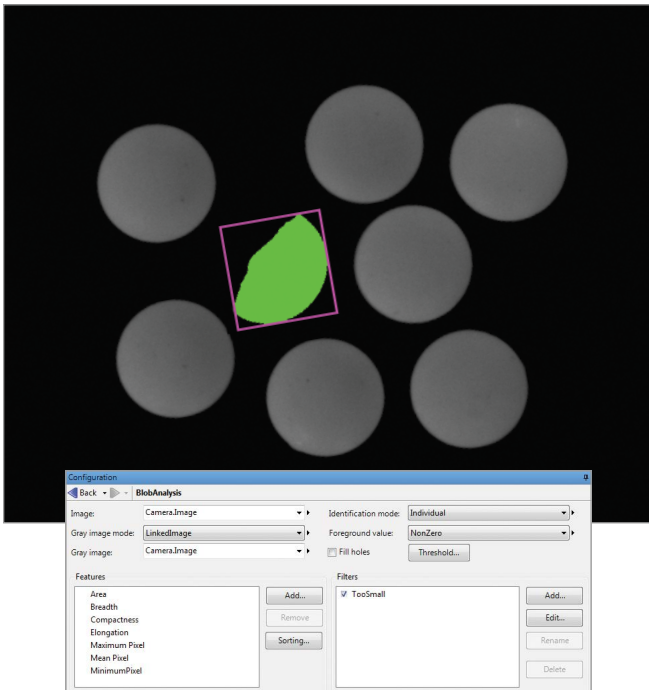 Configuration
Back BlobAnalysis
Image: Camera.Image Identification mode: Individual
Gray image mode: LinkedImage Foreground value: NonZero
Gray image: Camera.Image Fill holes Threshold...
Features Filters
Area Add... TooSmall Add...
Breadth
Compactness Remove Edit...
Elongation
Maximum Pixel Sorting... Rename
Mean Pixel
MinimumPixel Delete